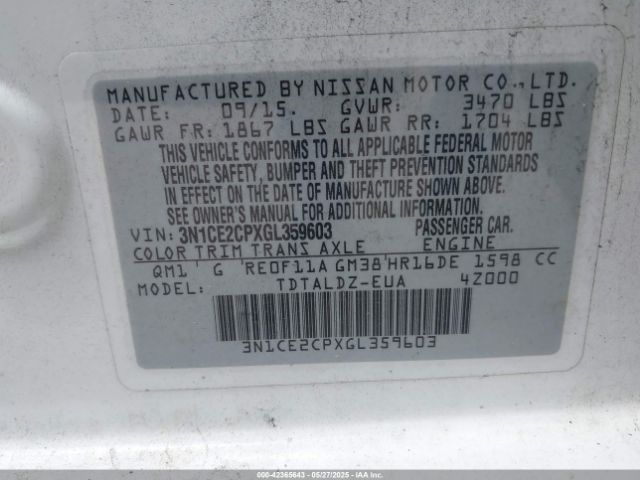 MANUFACTURED BY NISSAN MOTOR CO., LTD.
DATE: 09/15. GVWR: 3470 LBS
GAWR FR: 1867 LBS GAWR RR: 1704 LBS
THIS VEHICLE CONFORMS TO ALL APPLICABLE FEDERAL MOTOR
VEHICLE SAFETY, BUMPER AND THEFT PREVENTION STANDARDS
IN EFFECT ON THE DATE OF MANUFACTURE SHOWN ABOVE.
SEE OWNER'S MANUAL FOR ADDITIONAL INFORMATION.
VIN: 3N1CE2CPXGL359603 PASSENGER CAR.
COLOR TRIM TRANS AXLE ENGINE
QM1 G RE0F11A GM38 HR16DE 1598 CC
MODEL: TDTALDZ-EUA 4Z000
3N1CE2CPXGL359603
000-42365643 - 05/27/2025 - IAAI.COM